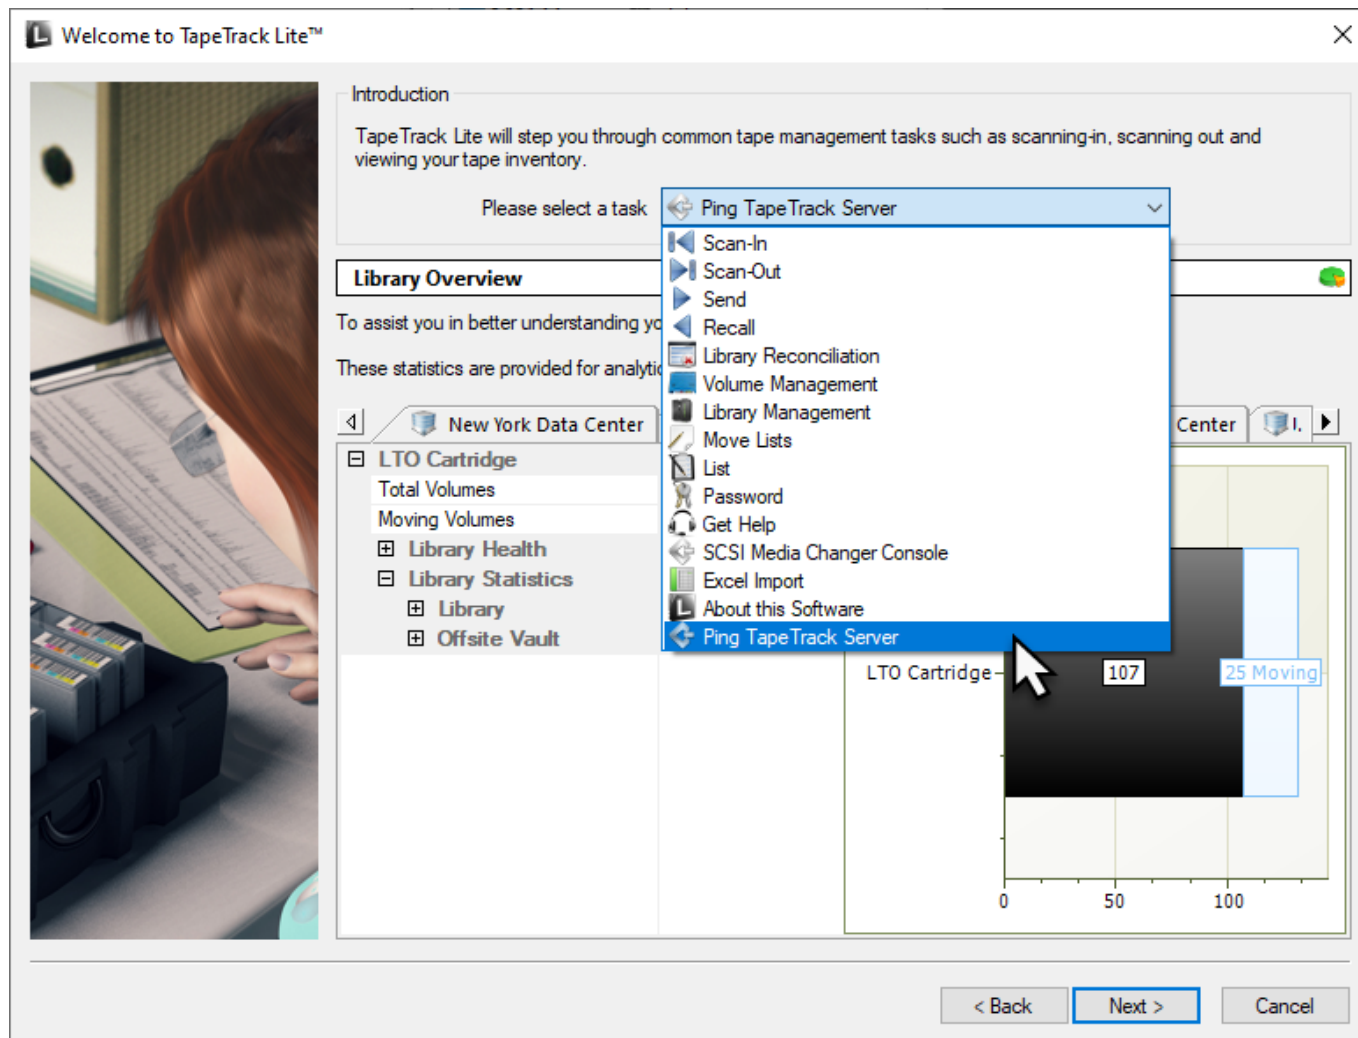 Welcome to TapeTrack Lite™
Introduction
TapeTrack Lite will step you through common tape management tasks such as scanning-in, scanning out and
viewing your tape inventory.
Please select a task
Ping TapeTrack Server
Scan-In
Scan-Out
Send
Recall
Library Reconciliation
Volume Management
Library Management
Move Lists
List
Password
Get Help
SCSI Media Changer Console
Excel Import
About this Software
Ping TapeTrack Server
Library Overview
To assist you in better understanding yo
These statistics are provided for analytic
New York Data Center
Center
I.
LTO Cartridge
Total Volumes
Moving Volumes
Library Health
Library Statistics
Library
Offsite Vault
LTO Cartridge
107
25 Moving
0 50 100
< Back Next > Cancel